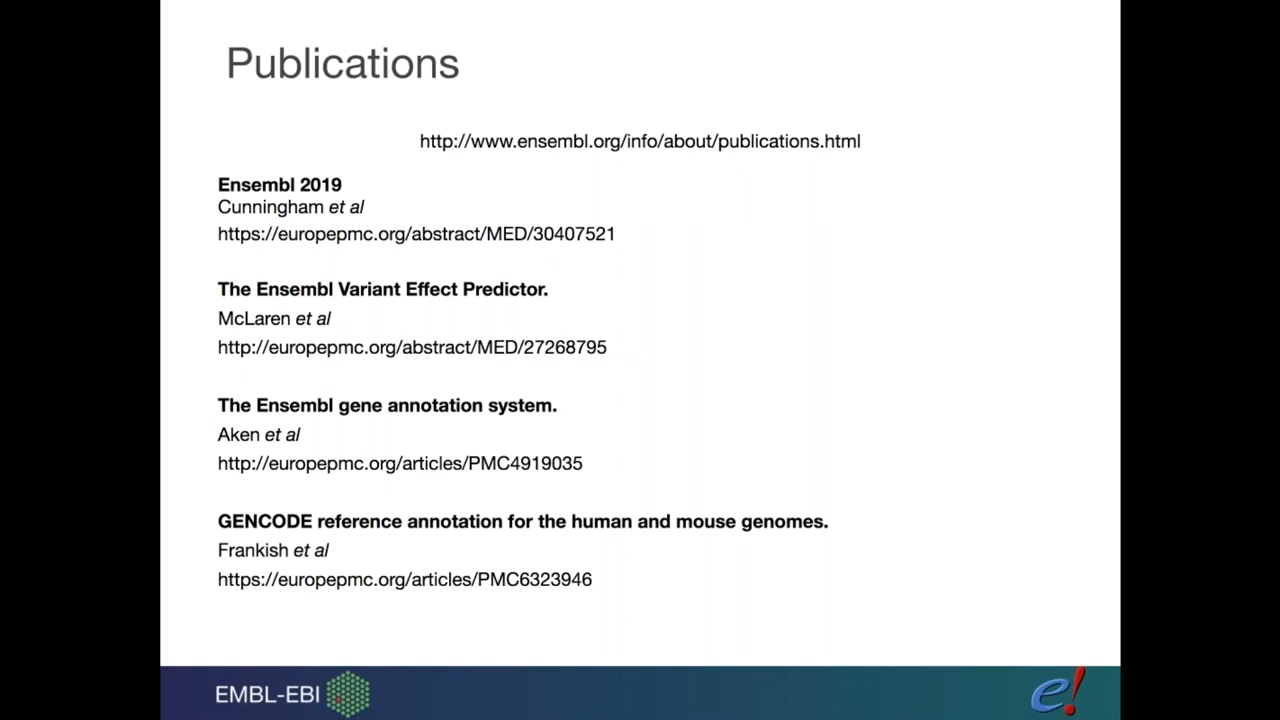 Publications
http://www.ensembl.org/info/about/publications.html
Ensembl 2019
Cunningham et al
https://europepmc.org/abstract/MED/30407521
The Ensembl Variant Effect Predictor.
McLaren et al
http://europepmc.org/abstract/MED/27268795
The Ensembl gene annotation system.
Aken et al
http://europepmc.org/articles/PMC4919035
GENCODE reference annotation for the human and mouse genomes.
Frankish et al
https://europepmc.org/articles/PMC6323946
EMBL-EBI
e!